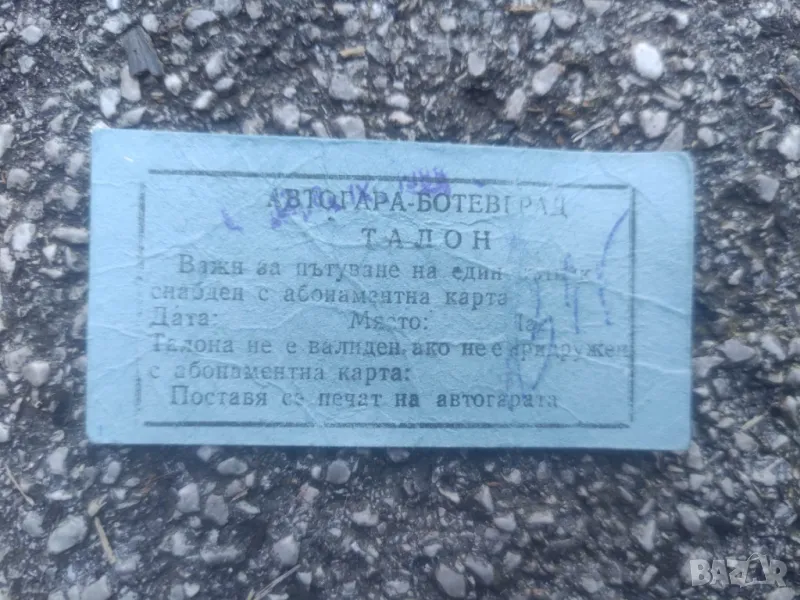 АВТОГАРА-БОТЕВГРАД
ТАЛОН
Важи за пътуване на един
снабден с абонаментна карта
Дата: Място:
Талона не е валиден ако не е придружен
с абонаментна карта:
Поставя се печат на автогарата
BAZAR